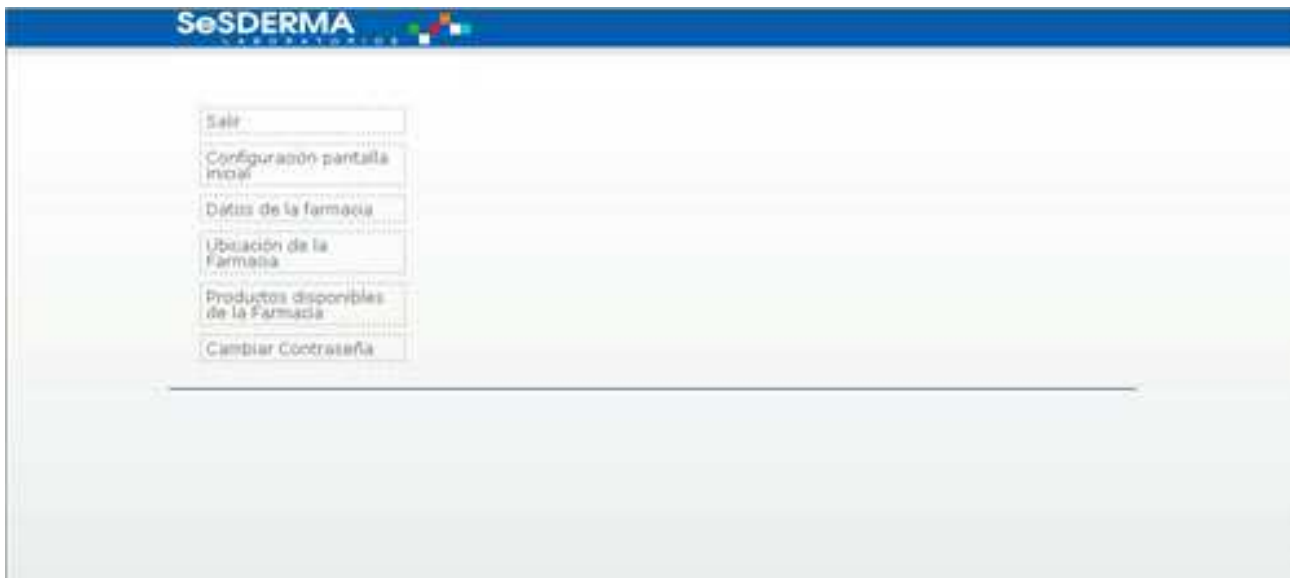 SeSDERMA
LABORATORIOS
Salir
Configuración pantalla
inicial
Datos de la farmacia
Ubicación de la
Farmacia
Productos disponibles
de la Farmacia
Cambiar Contraseña